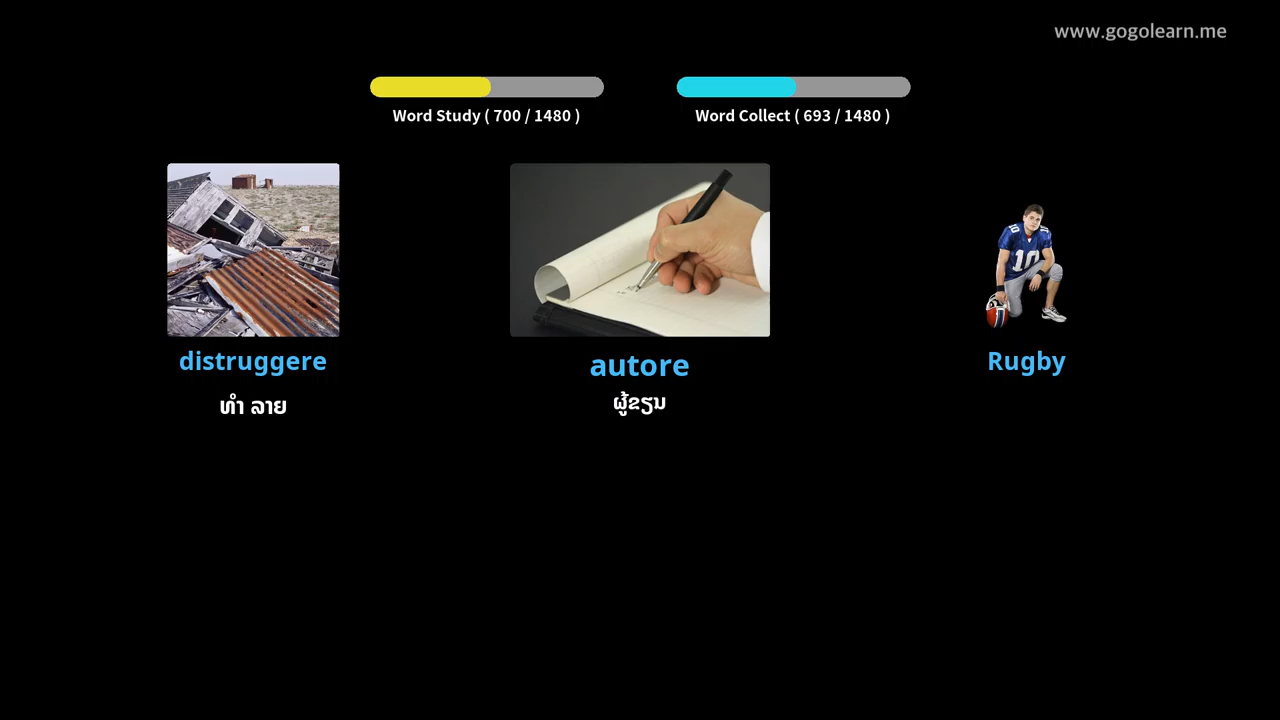 www.gogolearn.me
Word Study ( 700 / 1480 )
Word Collect ( 693 / 1480 )
distruggere
ທຳ ລາຍ
autore
ຜູ້ຂຽນ
Rugby